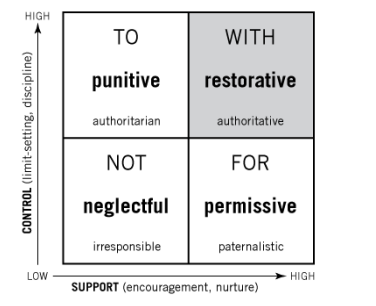 HIGH
TO
WITH
punitive
restorative
authoritarian
authoritative
NOT
FOR
neglectful
permissive
irresponsible
paternalistic
CONTROL (limit-setting, discipline)
LOW
HIGH
SUPPORT (encouragement, nurture)